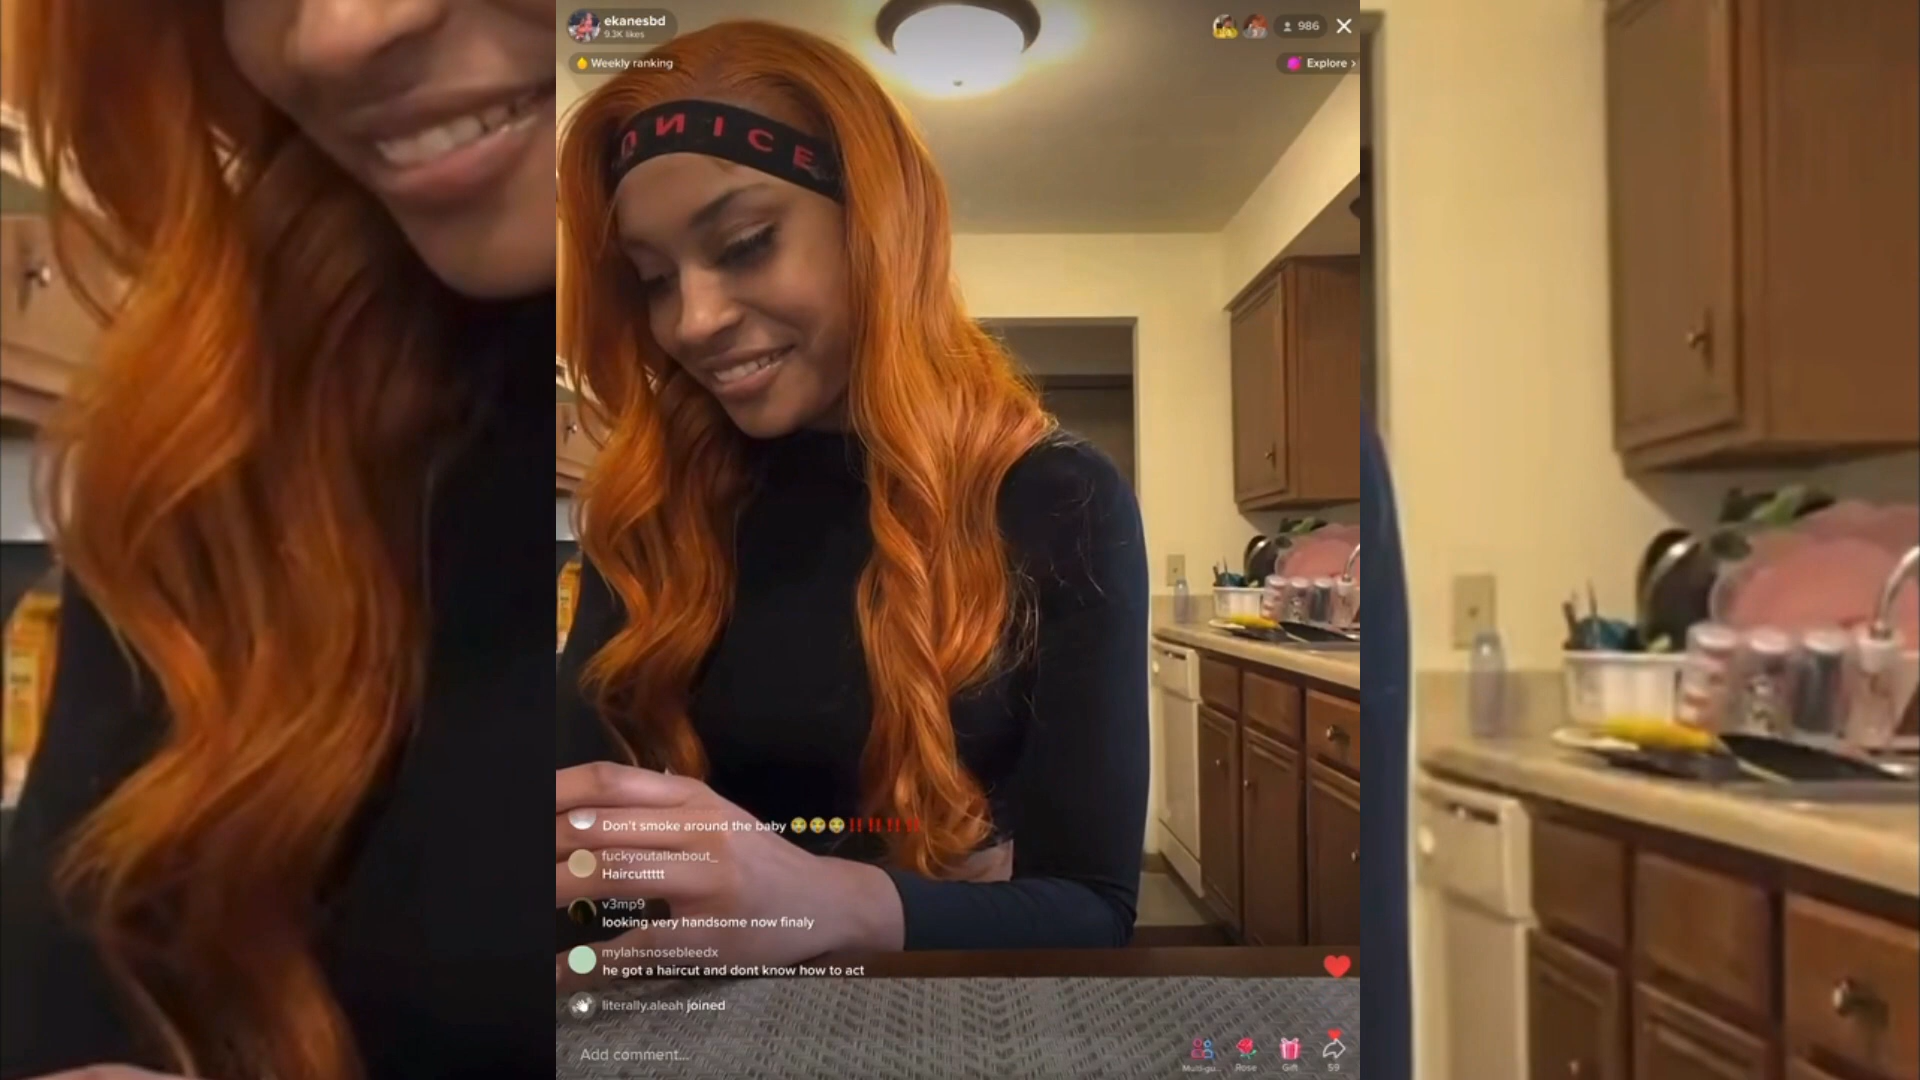 ekanesbd
9.3K likes
986
Weekly ranking
Explore
NICE
Don't smoke around the baby 😭😭😭‼️‼️‼️‼️
fuckyoutalknbout_
Haircuttttt
v3mp9
looking very handsome now finaly
mylahsnosebleedx
he got a haircut and dont know how to act
literally.aleah joined
Add comment...
Multi-gu...
Rose
Gift
59